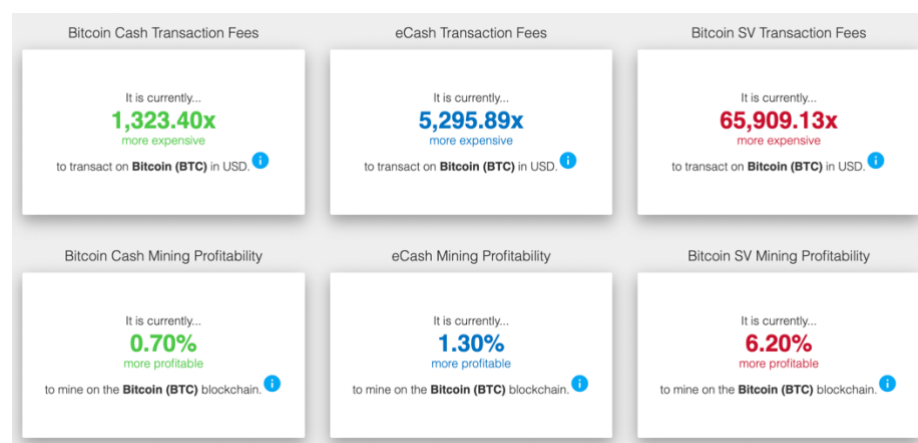 Bitcoin Cash Transaction Fees
It is currently...
1,323.40x
more expensive
to transact on Bitcoin (BTC) in USD.
eCash Transaction Fees
It is currently...
5,295.89x
more expensive
to transact on Bitcoin (BTC) in USD.
Bitcoin SV Transaction Fees
It is currently...
65,909.13x
more expensive
to transact on Bitcoin (BTC) in USD.
Bitcoin Cash Mining Profitability
It is currently...
0.70%
more profitable
to mine on the Bitcoin (BTC) blockchain.
eCash Mining Profitability
It is currently...
1.30%
more profitable
to mine on the Bitcoin (BTC) blockchain.
Bitcoin SV Mining Profitability
It is currently...
6.20%
more profitable
to mine on the Bitcoin (BTC) blockchain.